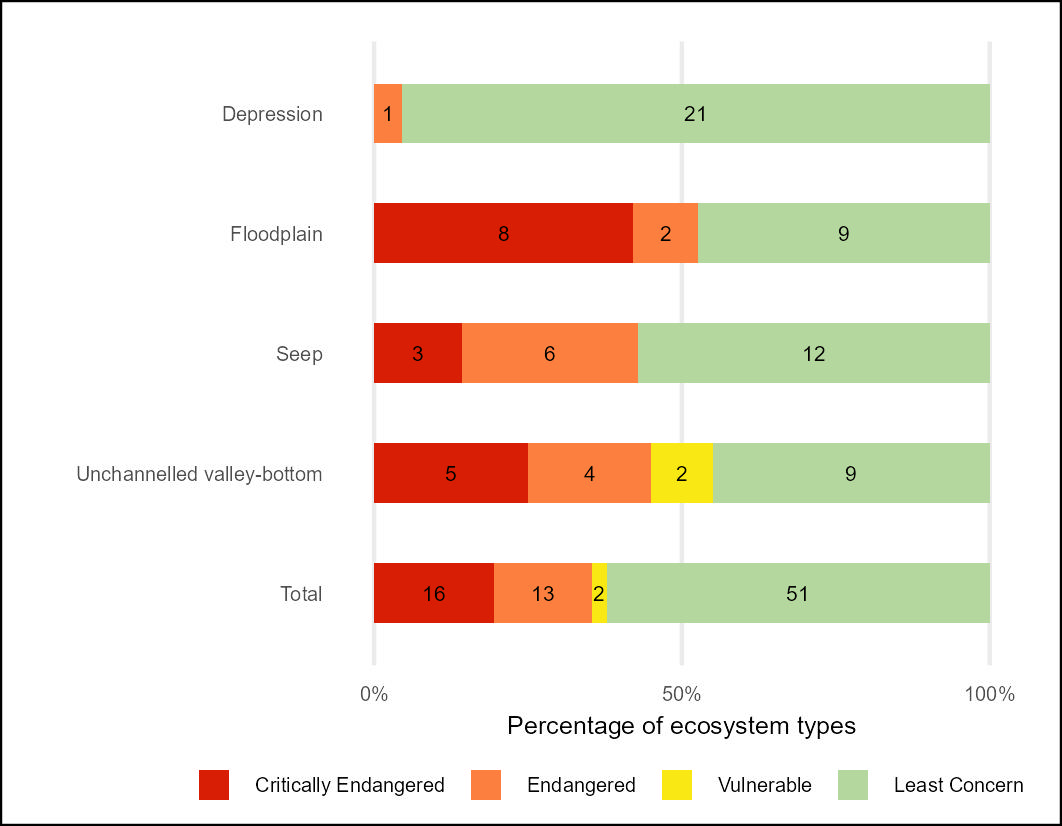 Depression 1 21
Floodplain 8 2 9
Seep 3 6 12
Unchannelled valley-bottom 5 4 2 9
Total 16 13 2 51
0% 50% 100%
Percentage of ecosystem types
Critically Endangered Endangered Vulnerable Least Concern